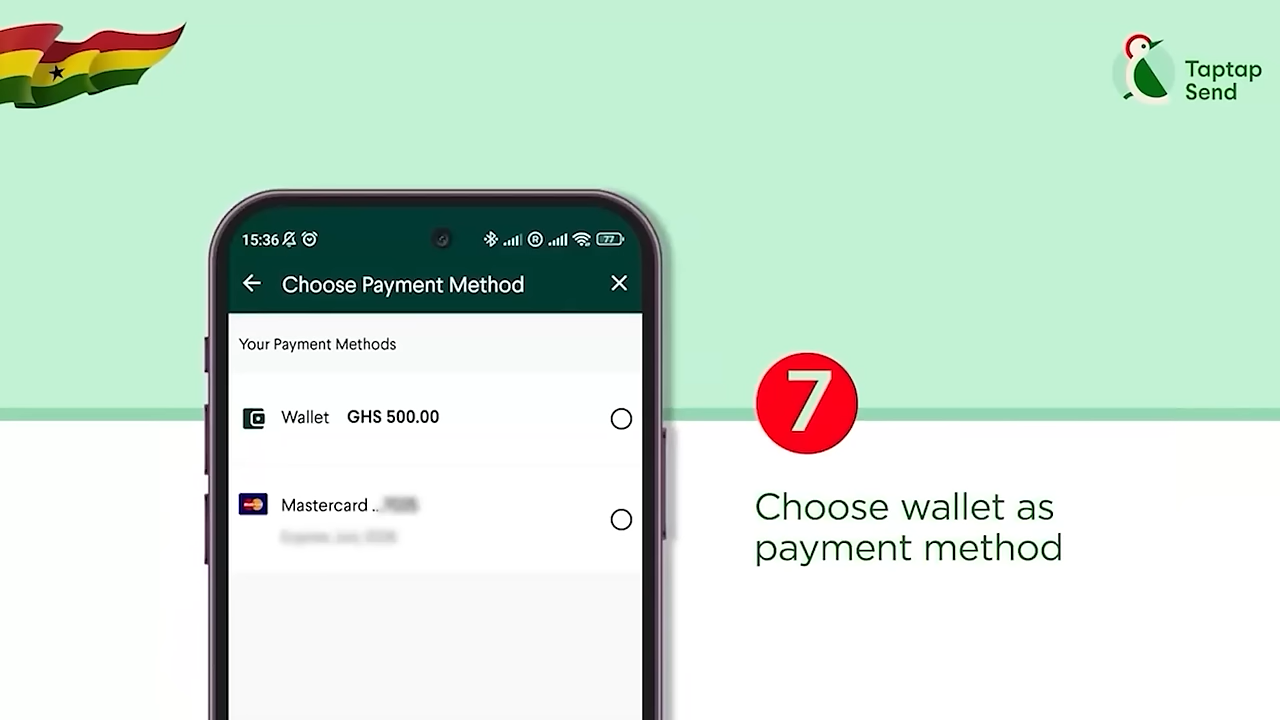 Taptap
Send
15:36
R
77
Choose Payment Method
Your Payment Methods
Wallet GHS 500.00
Mastercard ..
7
Choose wallet as
payment method